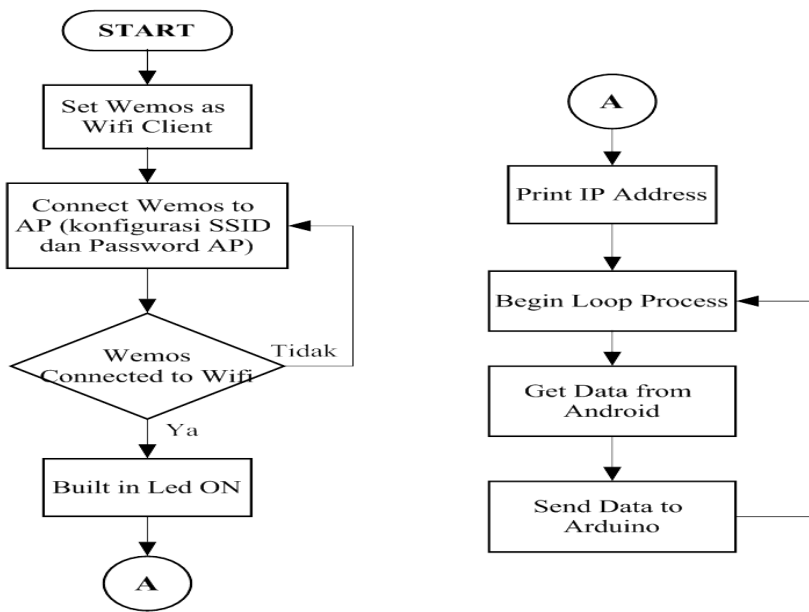 START
Set Wemos as
Wifi Client
Connect Wemos to
AP (konfigurasi SSID
dan Password AP)
Wemos
Connected to Wifi
Tidak
Ya
Built in Led ON
A
A
Print IP Address
Begin Loop Process
Get Data from
Android
Send Data to
Arduino